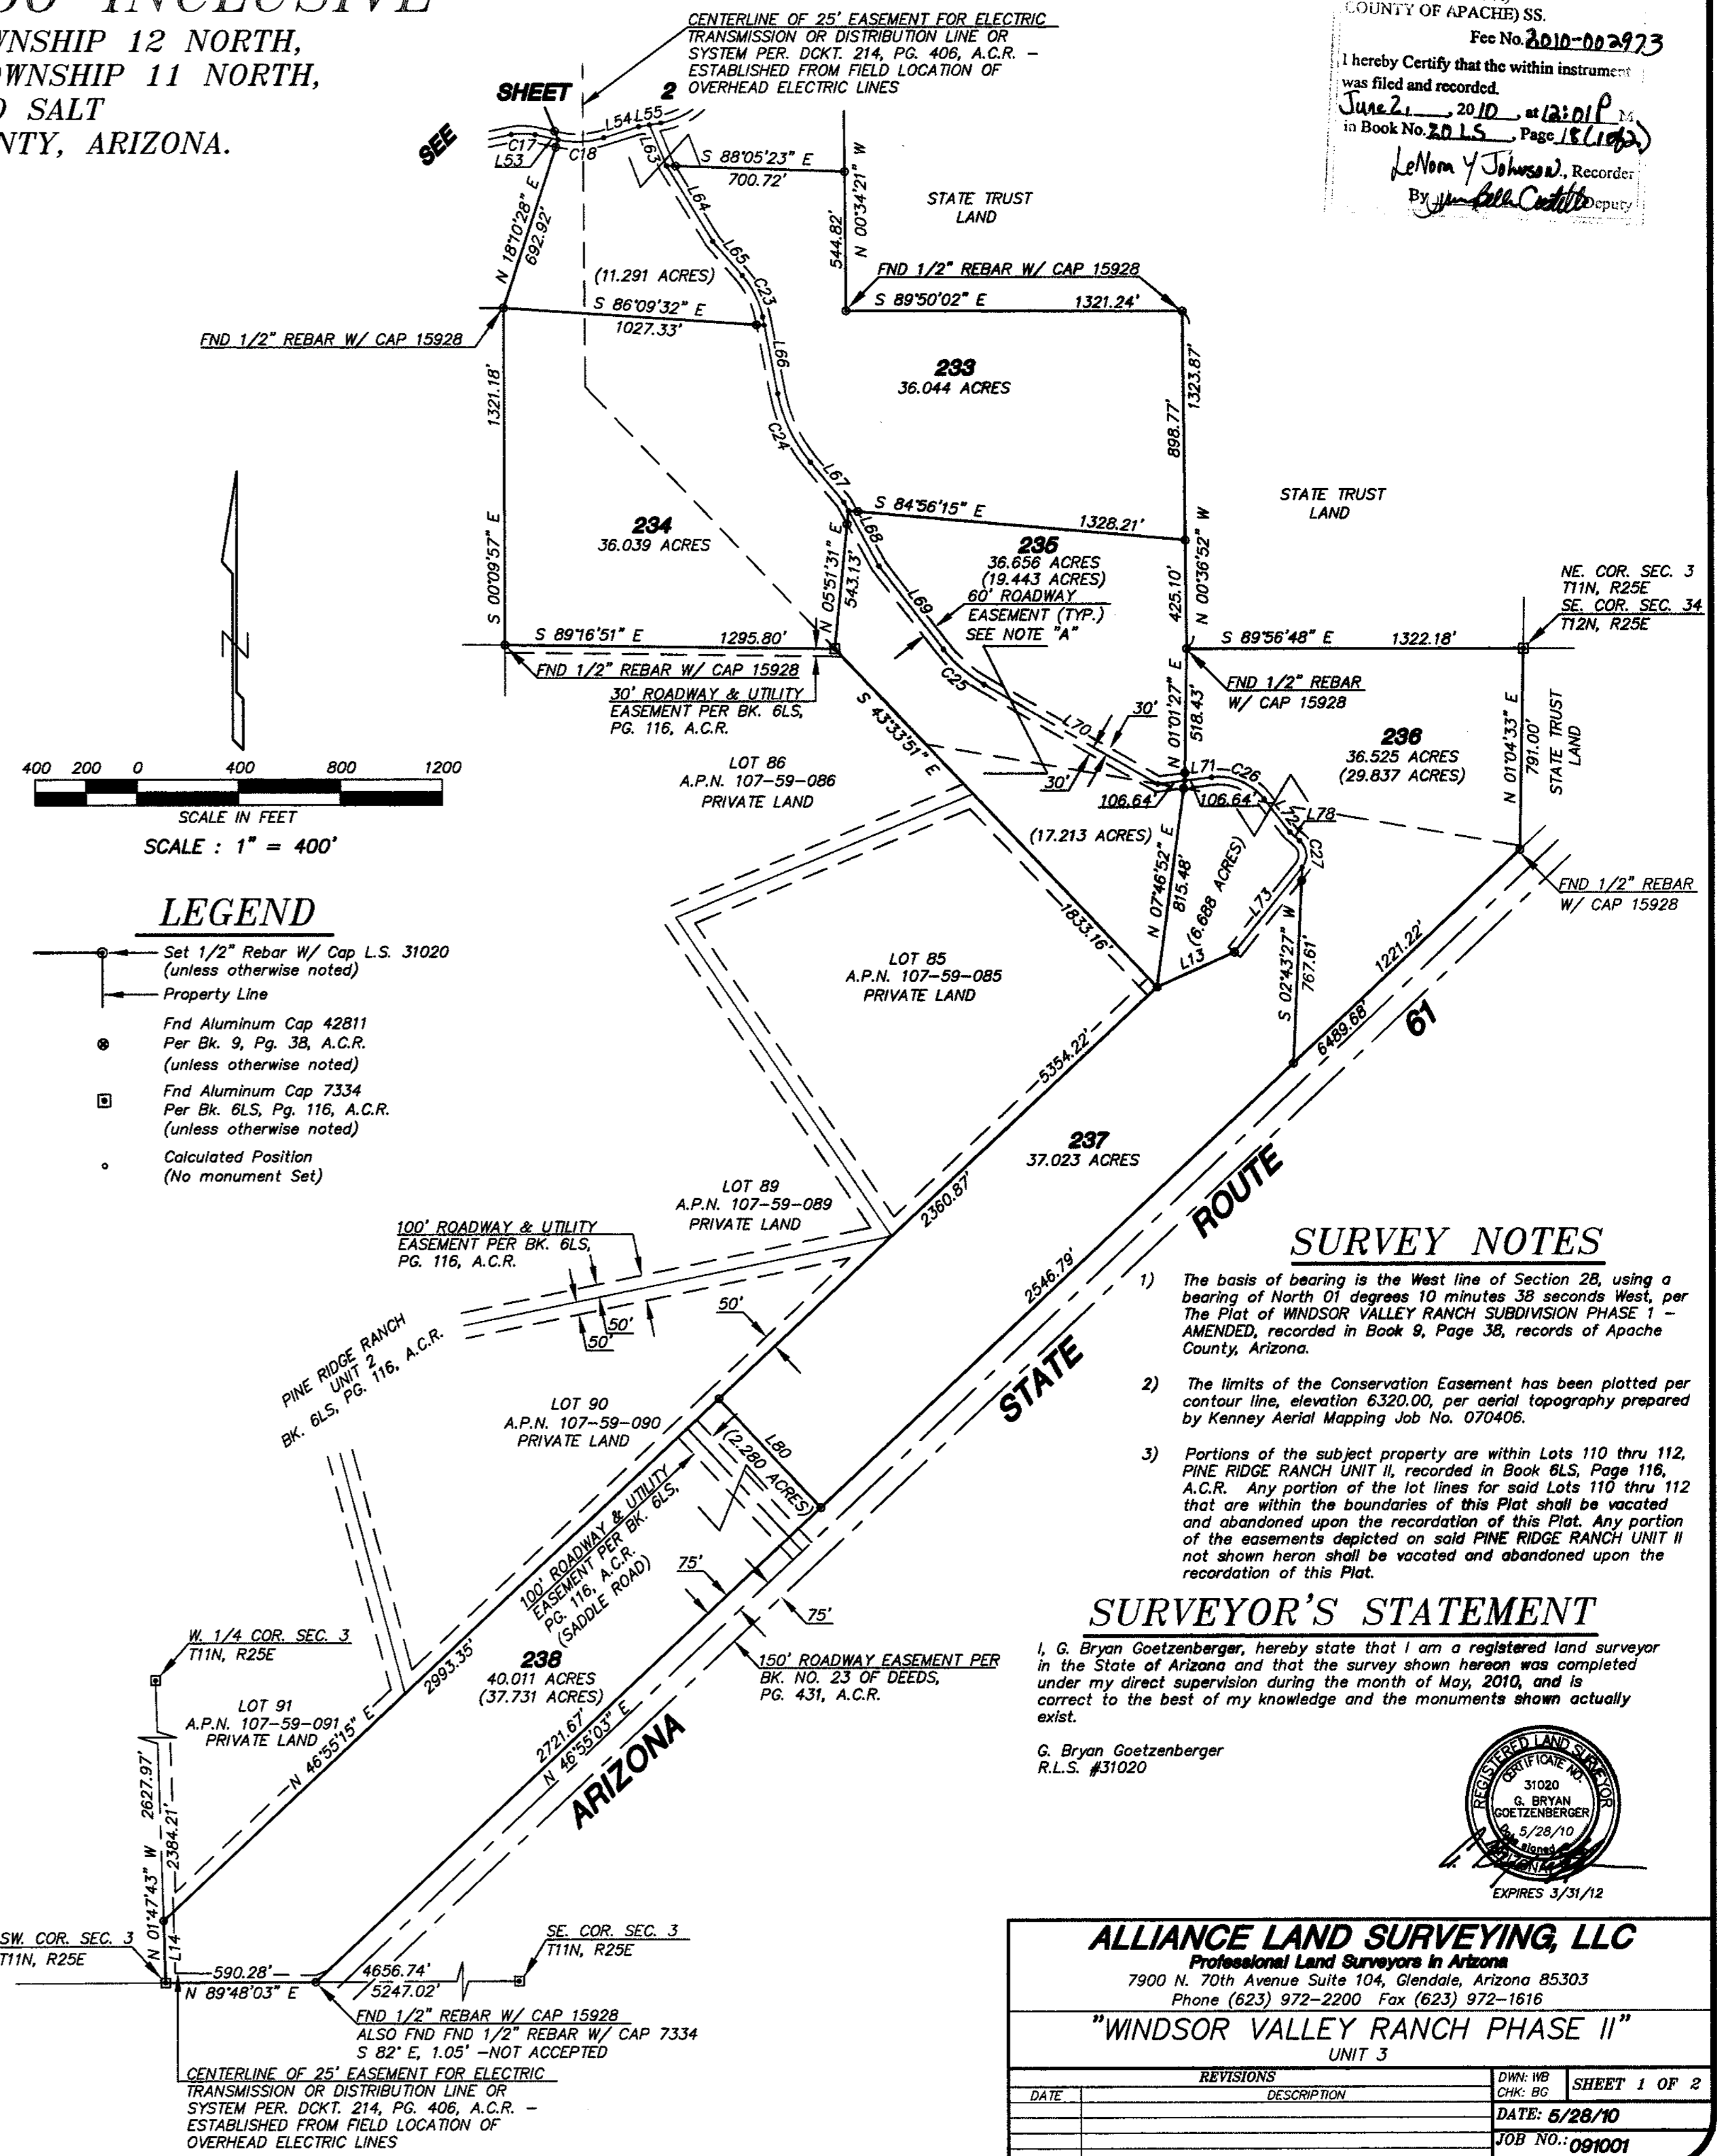 INCLUSIVE
WNSHIP 12 NORTH,
OWNSHIP 11 NORTH,
SALT
NTY, ARIZONA.
CENTERLINE OF 25' EASEMENT FOR ELECTRIC
TRANSMISSION OR DISTRIBUTION LINE OR
SYSTEM PER. DCKT. 214, PG. 406, A.C.R. -
ESTABLISHED FROM FIELD LOCATION OF
OVERHEAD ELECTRIC LINES
COUNTY OF APACHE) SS.
Fee No. 2010-002973
I hereby Certify that the within instrument
was filed and recorded.
June 21, 2010, at 12:01 P M.
in Book No. 20 LS Page 18 (1of2)
LeNora Y Johnson, Recorder
By Deputy
SEE
SHEET
2
C17
L53
C18
L54
L55
L63
S 88°05'23" E
700.72'
544.82'
N 00°34'21" W
STATE TRUST
LAND
N 18°10'28" E
692.92'
L64
L65
C23
(11.291 ACRES)
S 86°09'32" E
1027.33'
FND 1/2" REBAR W/ CAP 15928
FND 1/2" REBAR W/ CAP 15928
S 89°50'02" E 1321.24'
L66
233
36.044 ACRES
1321.18'
S 00°09'57" E
1323.87'
898.77'
C24
L67
234
36.039 ACRES
S 84°56'15" E 1328.21'
STATE TRUST
LAND
L68
N 05°51'31" E
543.13'
235
36.656 ACRES
(19.443 ACRES)
60' ROADWAY
EASEMENT (TYP.)
SEE NOTE "A"
L69
425.10'
N 00°36'52" W
NE. COR. SEC. 3
T11N, R25E
SE. COR. SEC. 34
T12N, R25E
S 89°16'51" E 1295.80'
S 89°56'48" E 1322.18'
FND 1/2" REBAR W/ CAP 15928
30' ROADWAY & UTILITY
EASEMENT PER BK. 6LS,
PG. 116, A.C.R.
C25
FND 1/2" REBAR
W/ CAP 15928
S 43°33'51" E
L70
30'
30'
N 01°01'27" E
518.43'
236
36.525 ACRES
(29.837 ACRES)
N 01°04'33" E
791.00'
STATE TRUST
LAND
400 200 0 400 800 1200
SCALE IN FEET
SCALE : 1" = 400'
LOT 86
A.P.N. 107-59-086
PRIVATE LAND
L71
C26
106.64'
106.64'
L72
L78
C27
(17.213 ACRES)
N 07°46'52" E
815.48'
(6.688 ACRES)
L73
L13
1833.16'
S 02°43'27" W
767.61'
FND 1/2" REBAR
W/ CAP 15928
1221.22'
6489.68'
61
LEGEND
Set 1/2" Rebar W/ Cap L.S. 31020
(unless otherwise noted)
Property Line
Fnd Aluminum Cap 42811
Per Bk. 9, Pg. 38, A.C.R.
(unless otherwise noted)
Fnd Aluminum Cap 7334
Per Bk. 6LS, Pg. 116, A.C.R.
(unless otherwise noted)
Calculated Position
(No monument Set)
LOT 85
A.P.N. 107-59-085
PRIVATE LAND
5354.22'
237
37.023 ACRES
ROUTE
LOT 89
A.P.N. 107-59-089
PRIVATE LAND
2360.87'
100' ROADWAY & UTILITY
EASEMENT PER BK. 6LS,
PG. 116, A.C.R.
50'
50'
50'
2546.79'
STATE
PINE RIDGE RANCH
UNIT 2
BK. 6LS, PG. 116, A.C.R.
LOT 90
A.P.N. 107-59-090
PRIVATE LAND
L80
(2.280 ACRES)
100' ROADWAY & UTILITY
EASEMENT PER BK. 6LS,
PG. 116, A.C.R.
(SADDLE ROAD)
75'
75'
W. 1/4 COR. SEC. 3
T11N, R25E
LOT 91
A.P.N. 107-59-091
PRIVATE LAND
2993.35'
N 46°55'15" E
238
40.011 ACRES
(37.731 ACRES)
150' ROADWAY EASEMENT PER
BK. NO. 23 OF DEEDS,
PG. 431, A.C.R.
2721.67'
N 46°55'03" E
ARIZONA
N 01°47'43" W 2627.97'
2384.21'
L14
SW. COR. SEC. 3
T11N, R25E
SE. COR. SEC. 3
T11N, R25E
590.28'
N 89°48'03" E
4656.74'
5247.02'
FND 1/2" REBAR W/ CAP 15928
ALSO FND FND 1/2" REBAR W/ CAP 7334
S 82° E, 1.05' -NOT ACCEPTED
CENTERLINE OF 25' EASEMENT FOR ELECTRIC
TRANSMISSION OR DISTRIBUTION LINE OR
SYSTEM PER. DCKT. 214, PG. 406, A.C.R. -
ESTABLISHED FROM FIELD LOCATION OF
OVERHEAD ELECTRIC LINES
SURVEY NOTES
1) The basis of bearing is the West line of Section 28, using a
bearing of North 01 degrees 10 minutes 38 seconds West, per
The Plat of WINDSOR VALLEY RANCH SUBDIVISION PHASE 1 -
AMENDED, recorded in Book 9, Page 38, records of Apache
County, Arizona.
2) The limits of the Conservation Easement has been plotted per
contour line, elevation 6320.00, per aerial topography prepared
by Kenney Aerial Mapping Job No. 070406.
3) Portions of the subject property are within Lots 110 thru 112,
PINE RIDGE RANCH UNIT II, recorded in Book 6LS, Page 116,
A.C.R. Any portion of the lot lines for said Lots 110 thru 112
that are within the boundaries of this Plat shall be vacated
and abandoned upon the recordation of this Plat. Any portion
of the easements depicted on said PINE RIDGE RANCH UNIT II
not shown heron shall be vacated and abandoned upon the
recordation of this Plat.
SURVEYOR'S STATEMENT
I, G. Bryan Goetzenberger, hereby state that I am a registered land surveyor
in the State of Arizona and that the survey shown hereon was completed
under my direct supervision during the month of May, 2010, and is
correct to the best of my knowledge and the monuments shown actually
exist.
G. Bryan Goetzenberger
R.L.S. #31020
REGISTERED LAND SURVEYOR
CERTIFICATE NO.
31020
G. BRYAN
GOETZENBERGER
5/28/10
Date signed
ARIZONA
EXPIRES 3/31/12
ALLIANCE LAND SURVEYING, LLC
Professional Land Surveyors in Arizona
7900 N. 70th Avenue Suite 104, Glendale, Arizona 85303
Phone (623) 972-2200 Fax (623) 972-1616
"WINDSOR VALLEY RANCH PHASE II"
UNIT 3
REVISIONS
DATE DESCRIPTION
DWN: WB
CHK: BG
SHEET 1 OF 2
DATE: 5/28/10
JOB NO.: 091001